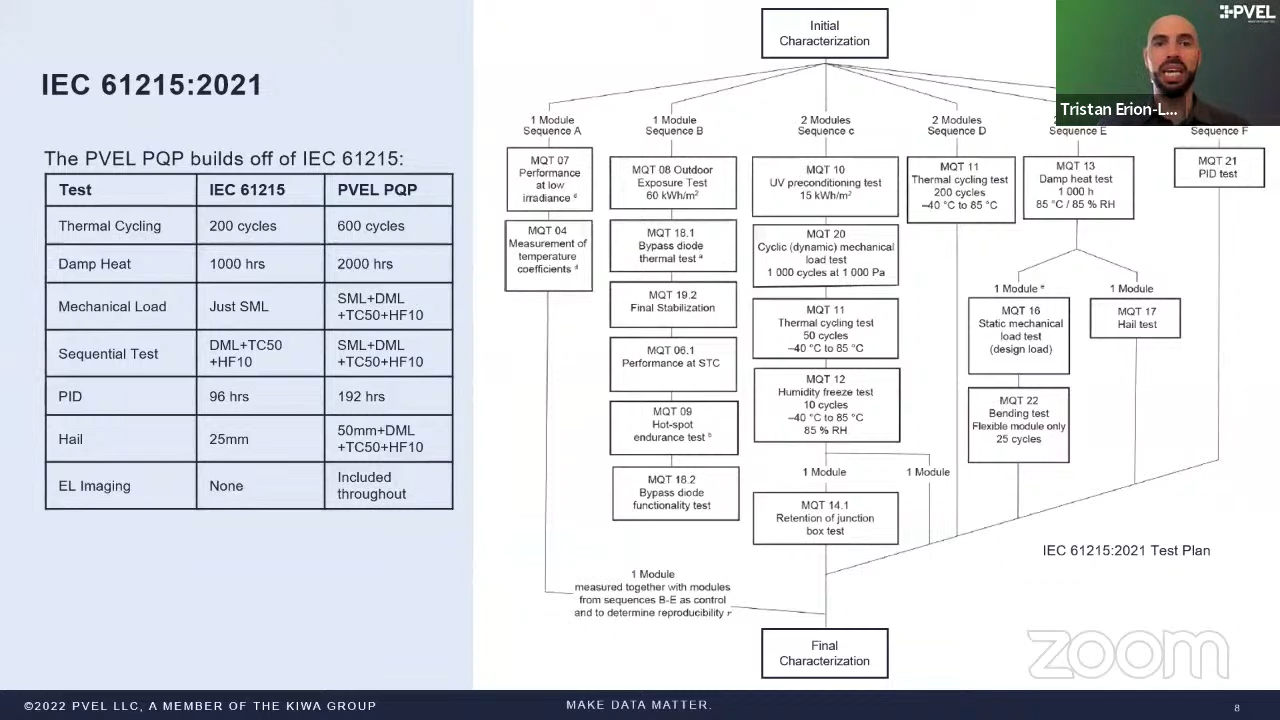 PVEL
Tristan Erion-L...
IEC 61215:2021
The PVEL PQP builds off of IEC 61215:
Test IEC 61215 PVEL PQP
Thermal Cycling 200 cycles 600 cycles
Damp Heat 1000 hrs 2000 hrs
Mechanical Load Just SML SML+DML
+TC50+HF10
Sequential Test DML+TC50
+HF10 SML+DML
+TC50+HF10
PID 96 hrs 192 hrs
Hail 25mm 50mm+DML
+TC50+HF10
EL Imaging None Included
throughout
Initial
Characterization
1 Module
Sequence A
MQT 07
Performance
at low
irradiance d
MQT 04
Measurement of
temperature
coefficients d
1 Module
Sequence B
MQT 08 Outdoor
Exposure Test
60 kWh/m²
MQT 18.1
Bypass diode
thermal test a
MQT 19.2
Final Stabilization
MQT 06.1
Performance at STC
MQT 09
Hot-spot
endurance test b
MQT 18.2
Bypass diode
functionality test
2 Modules
Sequence c
MQT 10
UV preconditioning test
15 kWh/m²
MQT 20
Cyclic (dynamic) mechanical
load test
1 000 cycles at 1 000 Pa
MQT 11
Thermal cycling test
50 cycles
–40 °C to 85 °C
MQT 12
Humidity freeze test
10 cycles
–40 °C to 85 °C
85 % RH
1 Module
1 Module
MQT 14.1
Retention of junction
box test
2 Modules
Sequence D
MQT 11
Thermal cycling test
200 cycles
–40 °C to 85 °C
Sequence E
MQT 13
Damp heat test
1 000 h
85 °C / 85 % RH
1 Module e
MQT 16
Static mechanical
load test
(design load)
MQT 22
Bending test
Flexible module only
25 cycles
1 Module
MQT 17
Hail test
Sequence F
MQT 21
PID test
1 Module
measured together with modules
from sequences B-E as control
and to determine reproducibility r
IEC 61215:2021 Test Plan
Final
Characterization
zoom
©2022 PVEL LLC, A MEMBER OF THE KIWA GROUP
MAKE DATA MATTER.
8